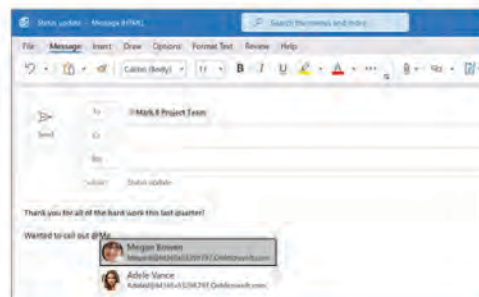 Status update - Message (HTML)
Search the menus and more
File Message Insert Draw Options Format Text Review Help
Calibri (Body) 11 B I U A
To Mark 8 Project Team
Send Cc
Bcc
Subject Status update
Thank you for all of the hard work this last quarter!
Wanted to call out @Me
Megan Bowen
Adele Vance